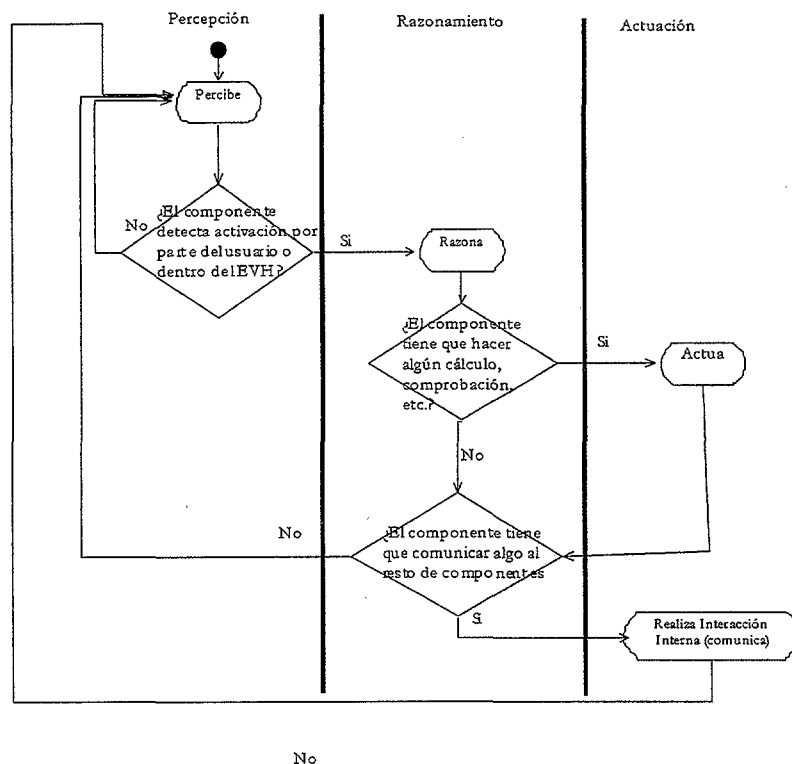 Percepción
Razonamiento
Actuación
Percibe
No
¿El componente
detecta activación por
parte del usuario o
dentro del EVH?
Si
Razona
¿El componente
tiene que hacer
algún cálculo,
comprobación,
etc.?
Si
Actua
No
No
¿El componente tiene
que comunicar algo al
resto de componentes
Si
Realiza Interacción
Interna (comunica)
No